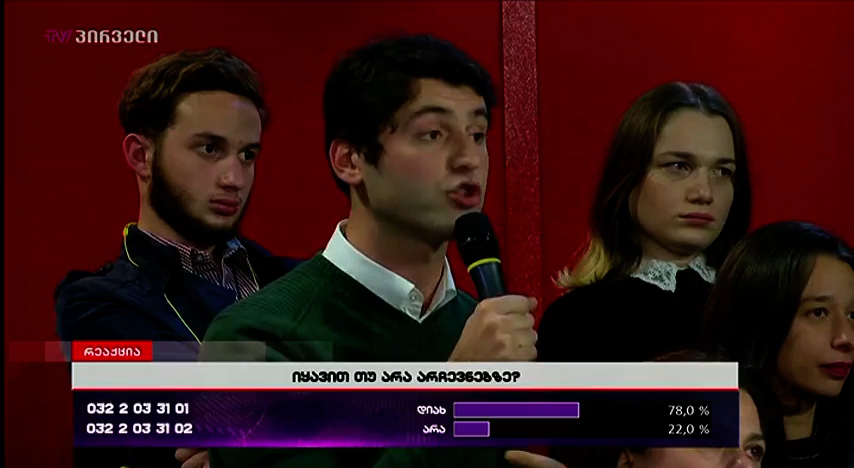 TV პირველი
რეაქცია
იყავით თუ არა არჩევნებზე?
032 2 03 31 01
დიახ
78,0 %
032 2 03 31 02
არა
22,0 %